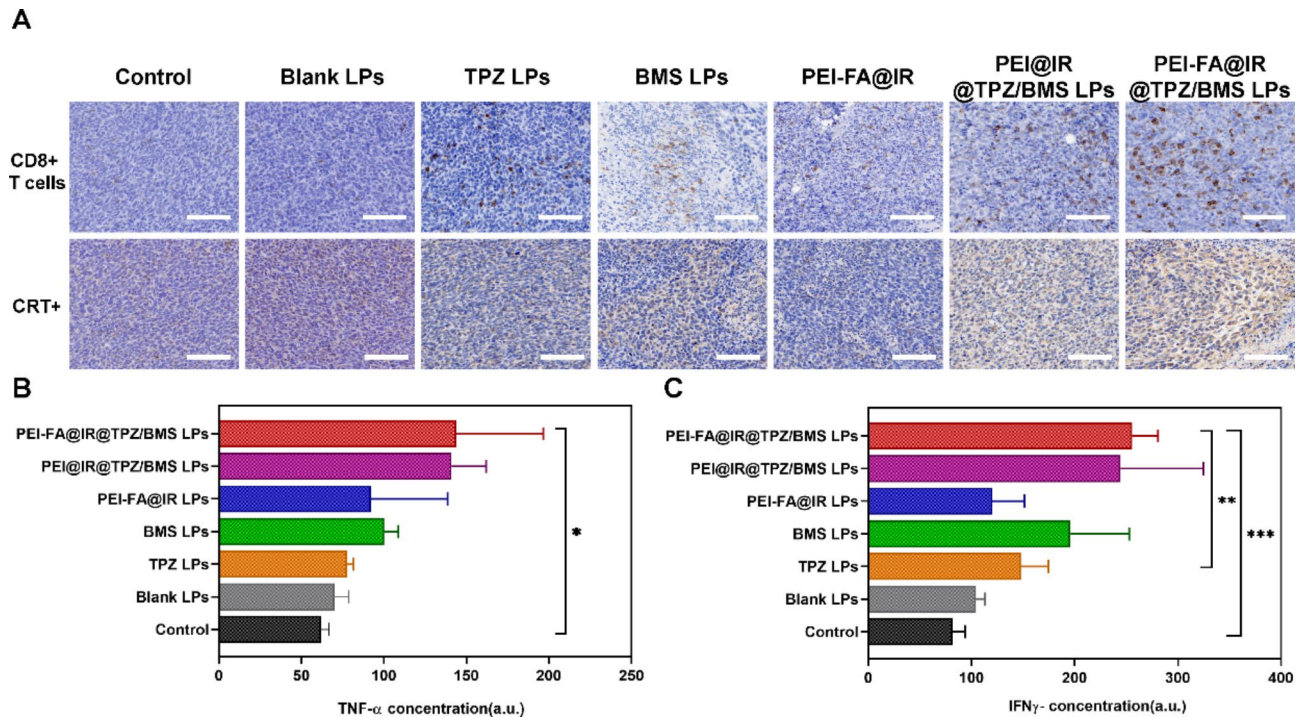 A
Control
Blank LPs
TPZ LPs
BMS LPs
PEI-FA@IR
PEI@IR
@TPZ/BMS LPs
PEI-FA@IR
@TPZ/BMS LPs
CD8+
T cells
CRT+
B
PEI-FA@IR@TPZ/BMS LPs
PEI@IR@TPZ/BMS LPs
PEI-FA@IR LPs
BMS LPs
TPZ LPs
Blank LPs
Control
*
0 50 100 150 200 250
TNF-α concentration(a.u.)
C
PEI-FA@IR@TPZ/BMS LPs
PEI@IR@TPZ/BMS LPs
PEI-FA@IR LPs
BMS LPs
TPZ LPs
Blank LPs
Control
**
***
0 100 200 300 400
IFNγ- concentration(a.u.)